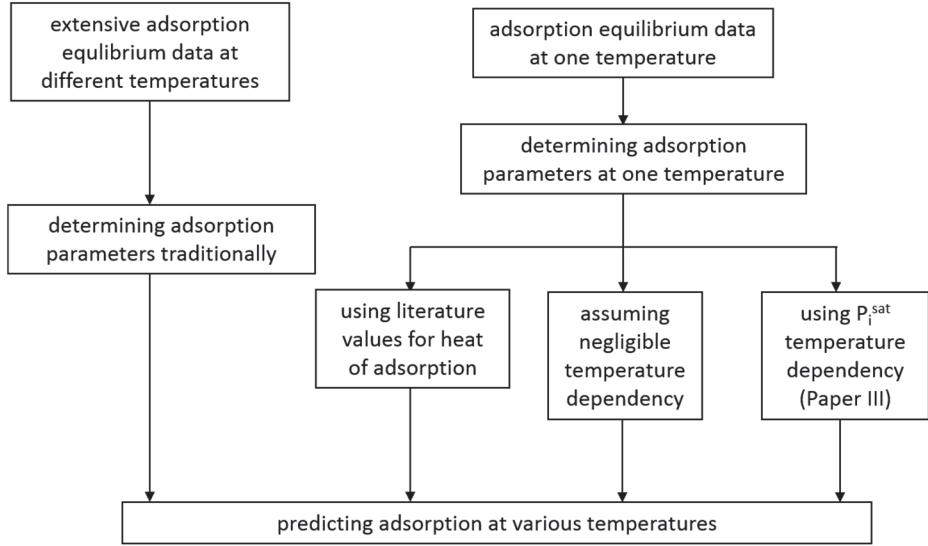 extensive adsorption
equlibrium data at
different temperatures
adsorption equilibrium data
at one temperature
determining adsorption
parameters at one temperature
determining adsorption
parameters traditionally
using literature
values for heat
of adsorption
assuming
negligible
temperature
dependency
using Pᵢˢᵃᵗ
temperature
dependency
(Paper III)
predicting adsorption at various temperatures